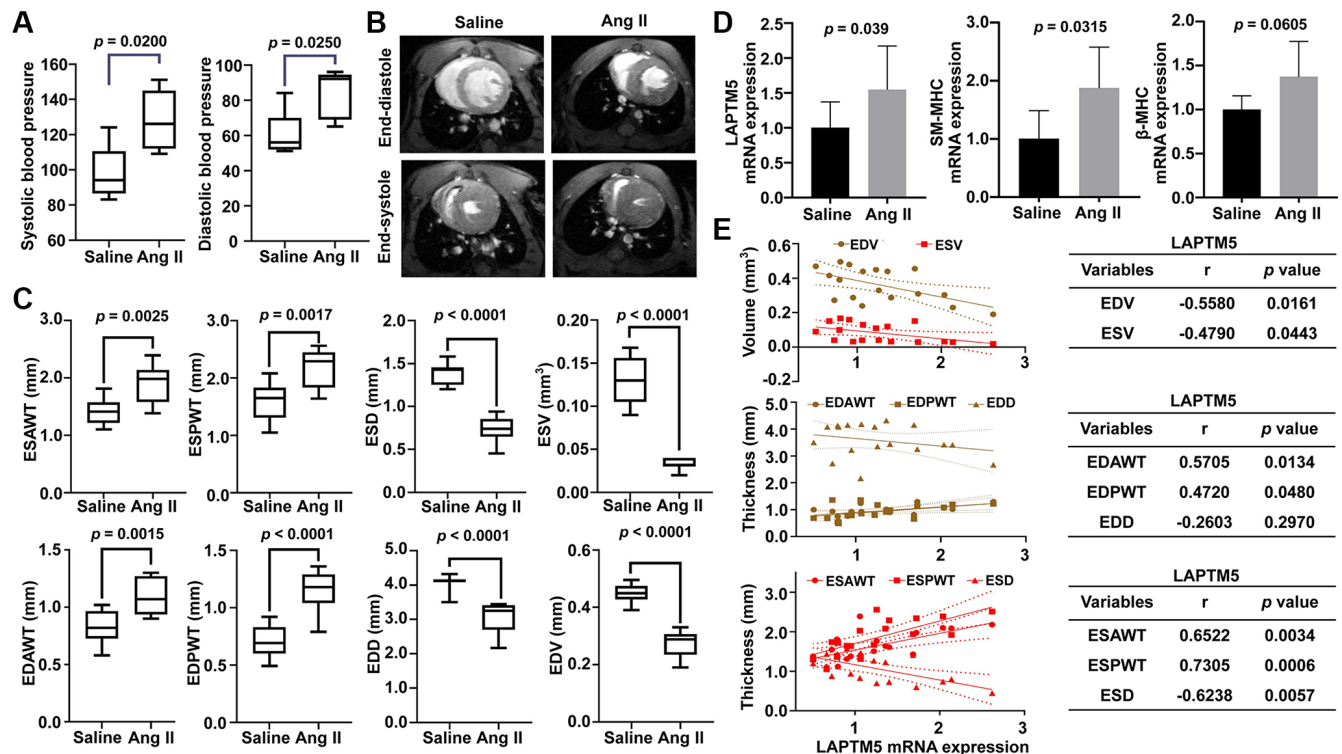 A
p = 0.0200
p = 0.0250
Systolic blood pressure
160
140
120
100
80
60
Saline Ang II
Diastolic blood pressure
100
80
60
40
20
0
Saline Ang II
B
Saline
Ang II
End-diastole
End-systole
C
p = 0.0025
ESAWT (mm)
3.0
2.0
1.0
0.0
p = 0.0017
ESPWT (mm)
3.0
2.0
1.0
0.0
p < 0.0001
ESD (mm)
2.0
1.5
1.0
0.5
0.0
p < 0.0001
ESV (mm³)
0.20
0.15
0.10
0.05
0.00
Saline Ang II
Saline Ang II
Saline Ang II
Saline Ang II
p = 0.0015
EDAWT (mm)
1.5
1.0
0.5
0.0
p < 0.0001
EDPWT (mm)
1.5
1.0
0.5
0.0
p < 0.0001
EDD (mm)
5.0
4.0
3.0
2.0
1.0
0.0
p < 0.0001
EDV (mm)
0.6
0.4
0.2
0.0
Saline Ang II
Saline Ang II
Saline Ang II
Saline Ang II
D
p = 0.039
LAPTM5
mRNA expression
2.5
2.0
1.5
1.0
0.5
0.0
Saline Ang II
p = 0.0315
SM-MHC
mRNA expression
3.0
2.0
1.0
0.0
Saline Ang II
p = 0.0605
β-MHC
mRNA expression
2.0
1.5
1.0
0.5
0.0
Saline Ang II
E
EDV ESV
Volume (mm³)
0.6
0.4
0.2
0.0
-0.2
1 2 3
LAPTM5
Variables r p value
EDV -0.5580 0.0161
ESV -0.4790 0.0443
EDAWT EDPWT EDD
Thickness (mm)
5.0
4.0
3.0
2.0
1.0
0.0
1 2 3
LAPTM5
Variables r p value
EDAWT 0.5705 0.0134
EDPWT 0.4720 0.0480
EDD -0.2603 0.2970
ESAWT ESPWT ESD
Thickness (mm)
3.0
2.0
1.0
0.0
1 2 3
LAPTM5 mRNA expression
LAPTM5
Variables r p value
ESAWT 0.6522 0.0034
ESPWT 0.7305 0.0006
ESD -0.6238 0.0057